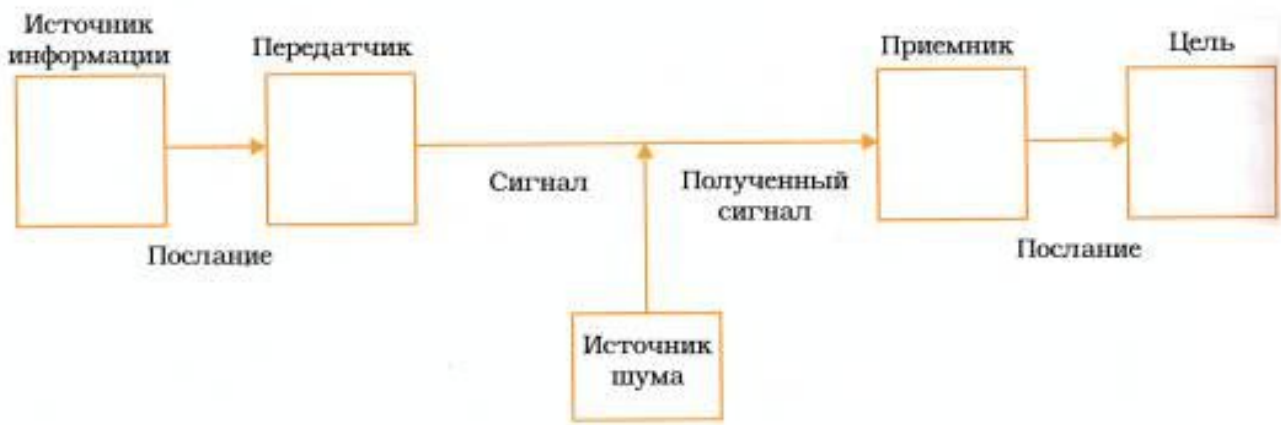 Источник
информации
Передатчик
Приемник
Цель
Сигнал
Полученный
сигнал
Послание
Послание
Источник
шума